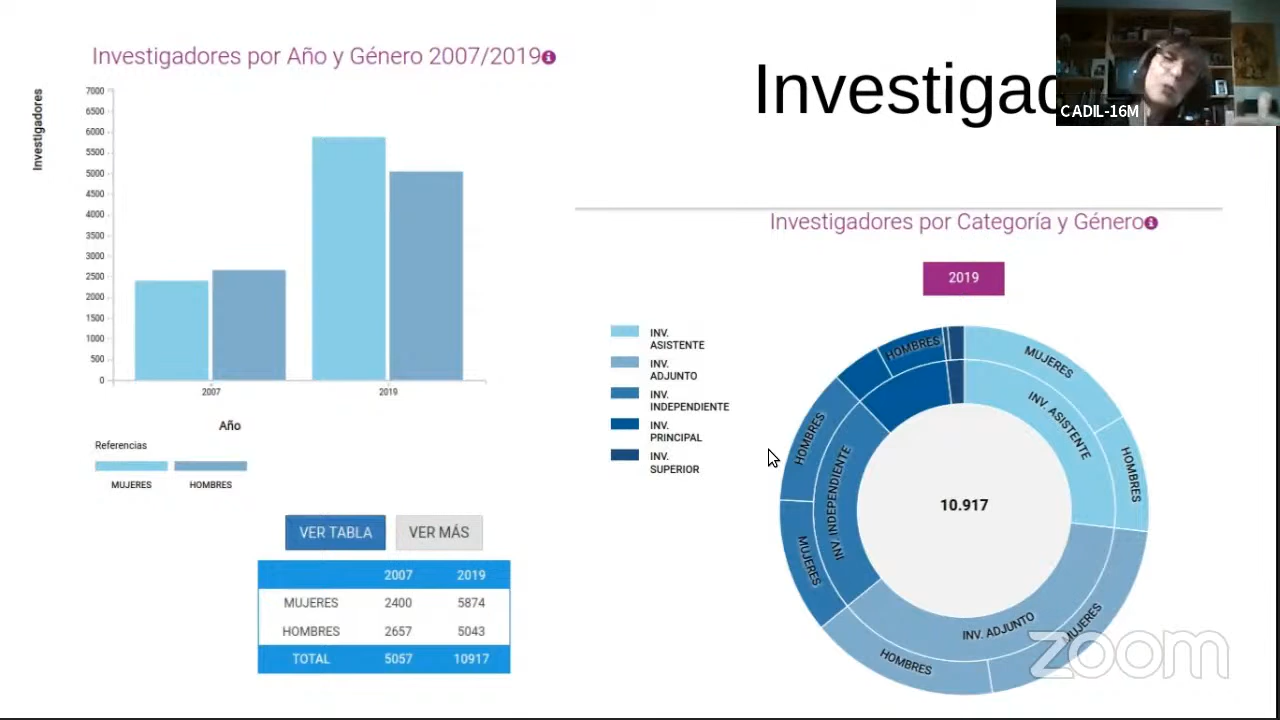 Investigadores por Año y Género 2007/2019
Investigadores
7000
6500
6000
5500
5000
4500
4000
3500
3000
2500
2000
1500
1000
500
0
2007
2019
Año
Referencias
MUJERES
HOMBRES
VER TABLA
VER MÁS
2007 2019
MUJERES 2400 5874
HOMBRES 2657 5043
TOTAL 5057 10917
Investigad
CADIL-16M
Investigadores por Categoría y Género
2019
INV.
ASISTENTE
INV.
ADJUNTO
INV.
INDEPENDIENTE
INV.
PRINCIPAL
INV.
SUPERIOR
HOMBRES
MUJERES
INV. ASISTENTE
HOMBRES
HOMBRES
INV. INDEPENDIENTE
MUJERES
10.917
INV. ADJUNTO
MUJERES
HOMBRES
zoom